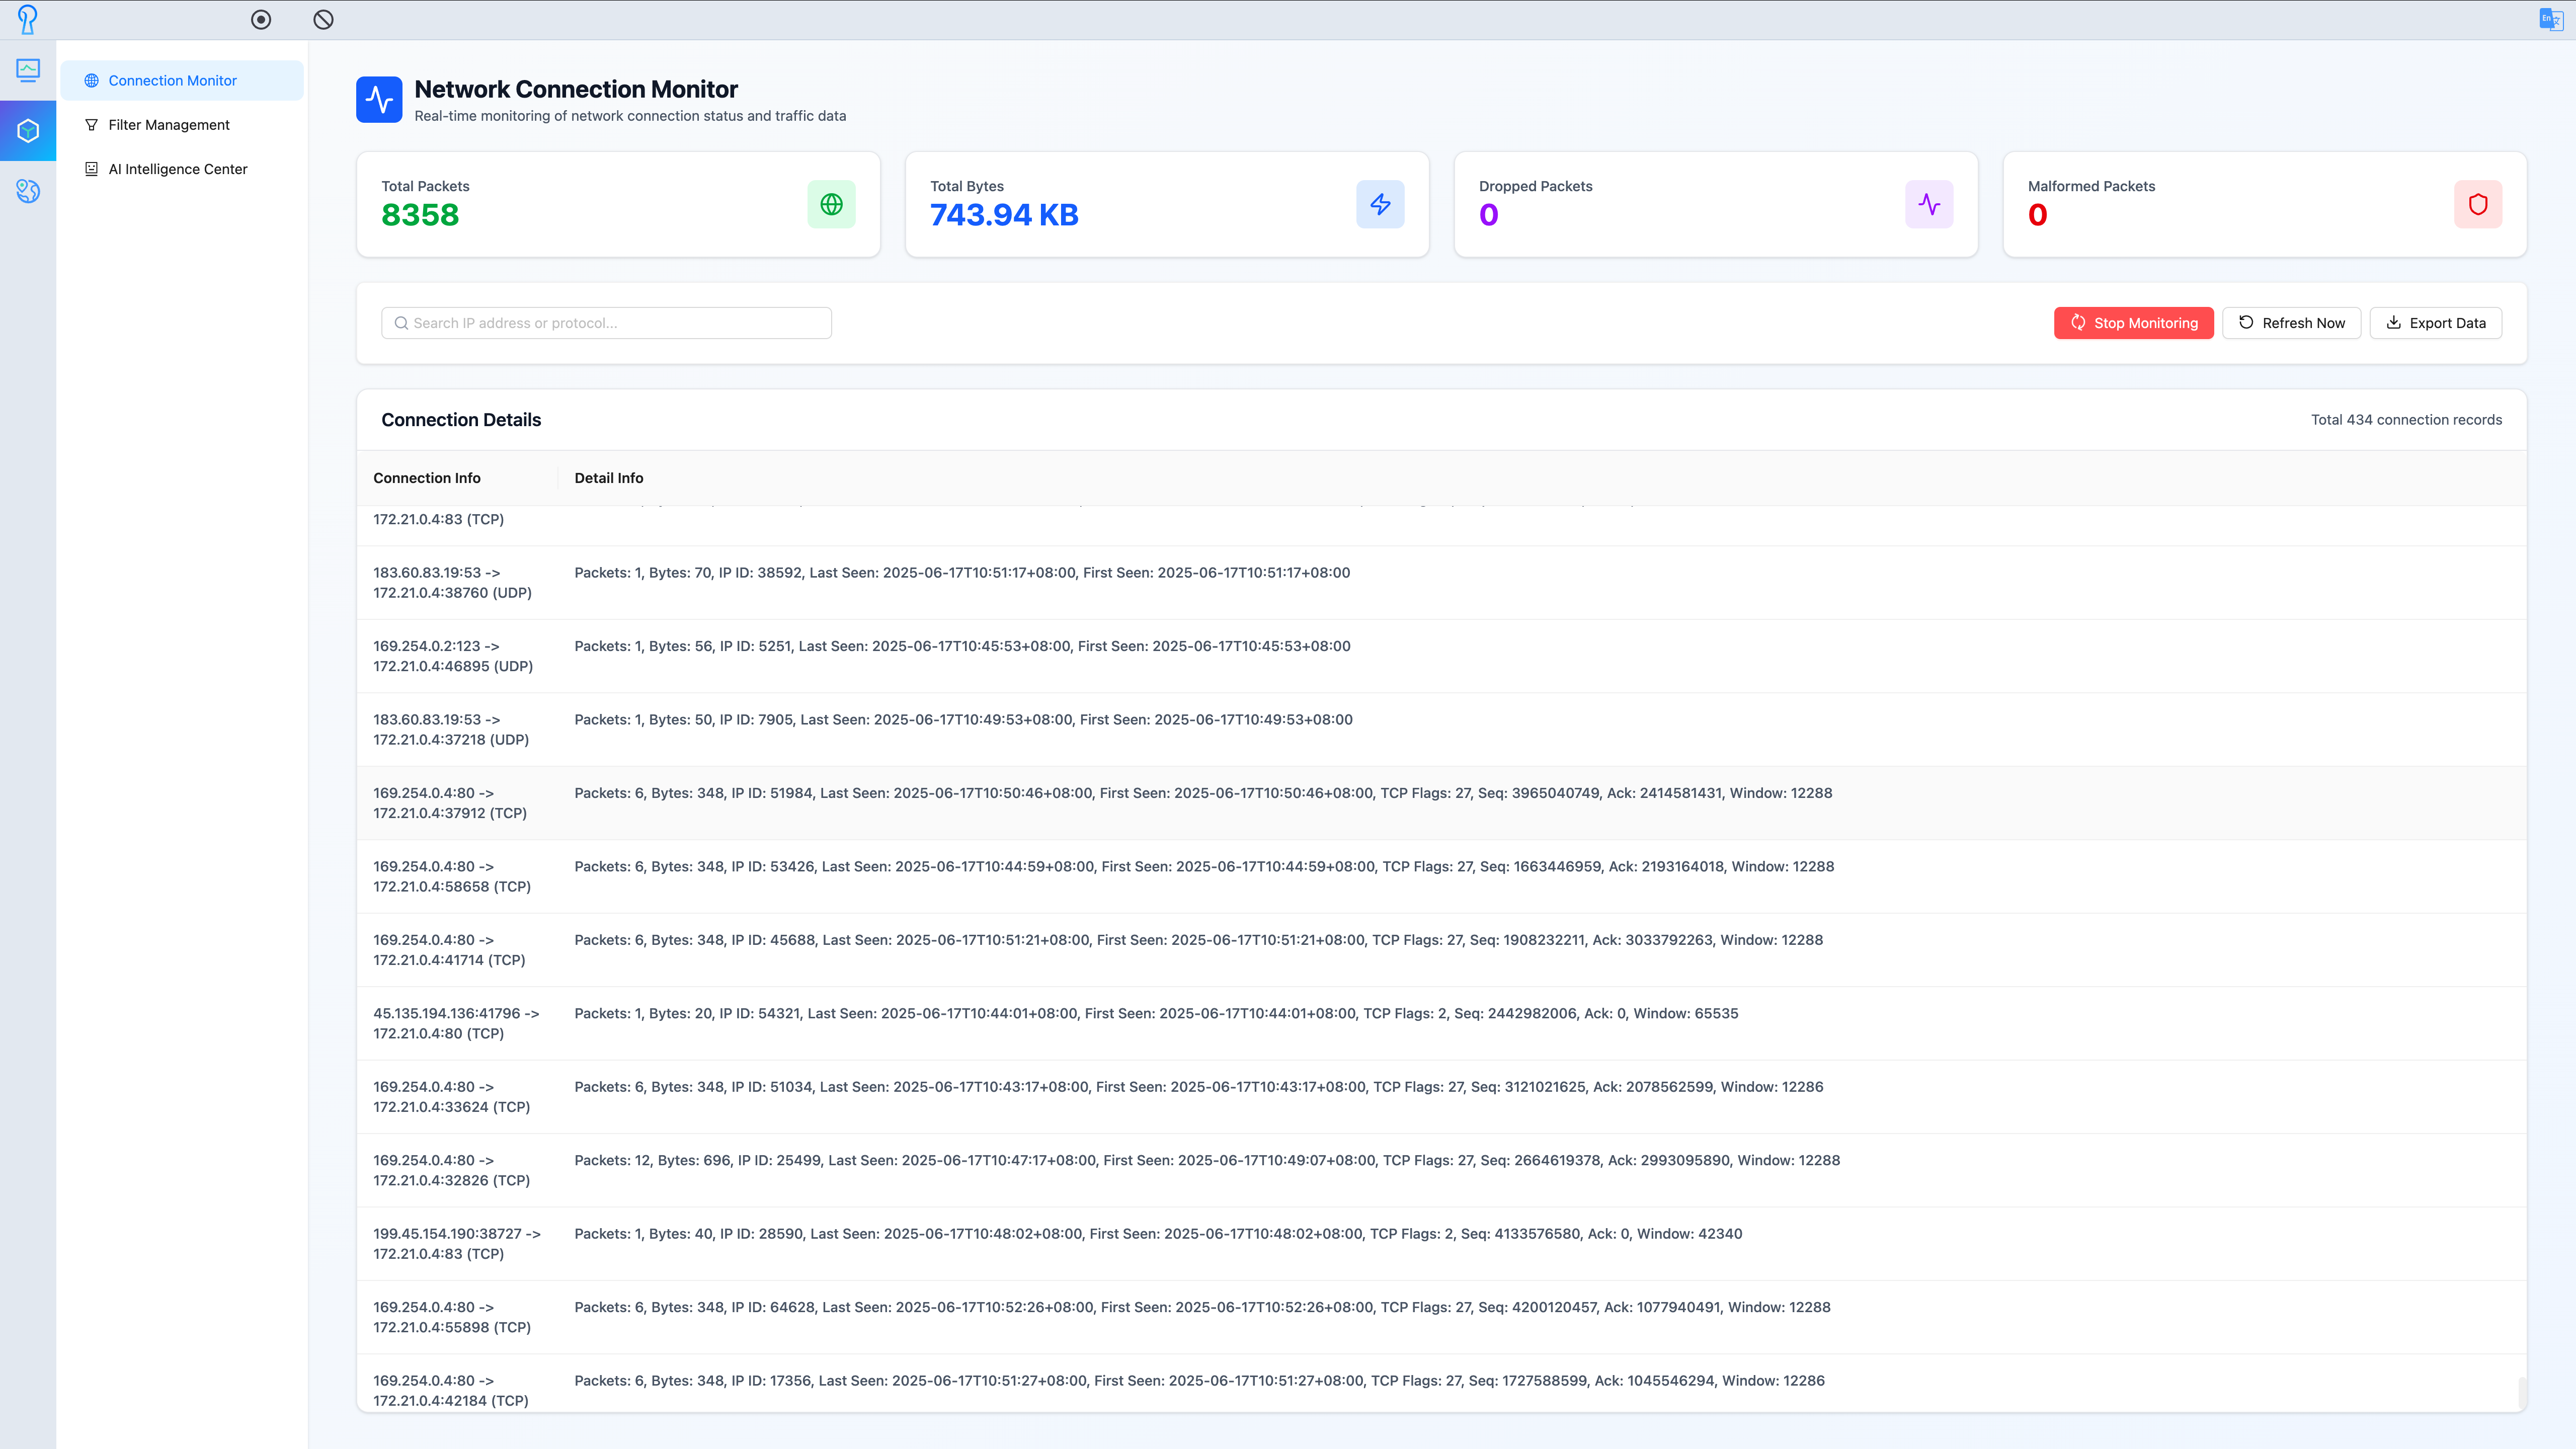 En
Connection Monitor
Filter Management
AI Intelligence Center
Network Connection Monitor
Real-time monitoring of network connection status and traffic data
Total Packets
8358
Total Bytes
743.94 KB
Dropped Packets
0
Malformed Packets
0
Search IP address or protocol...
Stop Monitoring
Refresh Now
Export Data
Connection Details
Total 434 connection records
Connection Info
Detail Info
172.21.0.4:83 (TCP)
183.60.83.19:53 ->
172.21.0.4:38760 (UDP)
Packets: 1, Bytes: 70, IP ID: 38592, Last Seen: 2025-06-17T10:51:17+08:00, First Seen: 2025-06-17T10:51:17+08:00
169.254.0.2:123 ->
172.21.0.4:46895 (UDP)
Packets: 1, Bytes: 56, IP ID: 5251, Last Seen: 2025-06-17T10:45:53+08:00, First Seen: 2025-06-17T10:45:53+08:00
183.60.83.19:53 ->
172.21.0.4:37218 (UDP)
Packets: 1, Bytes: 50, IP ID: 7905, Last Seen: 2025-06-17T10:49:53+08:00, First Seen: 2025-06-17T10:49:53+08:00
169.254.0.4:80 ->
172.21.0.4:37912 (TCP)
Packets: 6, Bytes: 348, IP ID: 51984, Last Seen: 2025-06-17T10:50:46+08:00, First Seen: 2025-06-17T10:50:46+08:00, TCP Flags: 27, Seq: 3965040749, Ack: 2414581431, Window: 12288
169.254.0.4:80 ->
172.21.0.4:58658 (TCP)
Packets: 6, Bytes: 348, IP ID: 53426, Last Seen: 2025-06-17T10:44:59+08:00, First Seen: 2025-06-17T10:44:59+08:00, TCP Flags: 27, Seq: 1663446959, Ack: 2193164018, Window: 12288
169.254.0.4:80 ->
172.21.0.4:41714 (TCP)
Packets: 6, Bytes: 348, IP ID: 45688, Last Seen: 2025-06-17T10:51:21+08:00, First Seen: 2025-06-17T10:51:21+08:00, TCP Flags: 27, Seq: 1908232211, Ack: 3033792263, Window: 12288
45.135.194.136:41796 ->
172.21.0.4:80 (TCP)
Packets: 1, Bytes: 20, IP ID: 54321, Last Seen: 2025-06-17T10:44:01+08:00, First Seen: 2025-06-17T10:44:01+08:00, TCP Flags: 2, Seq: 2442982006, Ack: 0, Window: 65535
169.254.0.4:80 ->
172.21.0.4:33624 (TCP)
Packets: 6, Bytes: 348, IP ID: 51034, Last Seen: 2025-06-17T10:43:17+08:00, First Seen: 2025-06-17T10:43:17+08:00, TCP Flags: 27, Seq: 3121021625, Ack: 2078562599, Window: 12286
169.254.0.4:80 ->
172.21.0.4:32826 (TCP)
Packets: 12, Bytes: 696, IP ID: 25499, Last Seen: 2025-06-17T10:47:17+08:00, First Seen: 2025-06-17T10:49:07+08:00, TCP Flags: 27, Seq: 2664619378, Ack: 2993095890, Window: 12288
199.45.154.190:38727 ->
172.21.0.4:83 (TCP)
Packets: 1, Bytes: 40, IP ID: 28590, Last Seen: 2025-06-17T10:48:02+08:00, First Seen: 2025-06-17T10:48:02+08:00, TCP Flags: 2, Seq: 4133576580, Ack: 0, Window: 42340
169.254.0.4:80 ->
172.21.0.4:55898 (TCP)
Packets: 6, Bytes: 348, IP ID: 64628, Last Seen: 2025-06-17T10:52:26+08:00, First Seen: 2025-06-17T10:52:26+08:00, TCP Flags: 27, Seq: 4200120457, Ack: 1077940491, Window: 12288
169.254.0.4:80 ->
172.21.0.4:42184 (TCP)
Packets: 6, Bytes: 348, IP ID: 17356, Last Seen: 2025-06-17T10:51:27+08:00, First Seen: 2025-06-17T10:51:27+08:00, TCP Flags: 27, Seq: 1727588599, Ack: 1045546294, Window: 12286